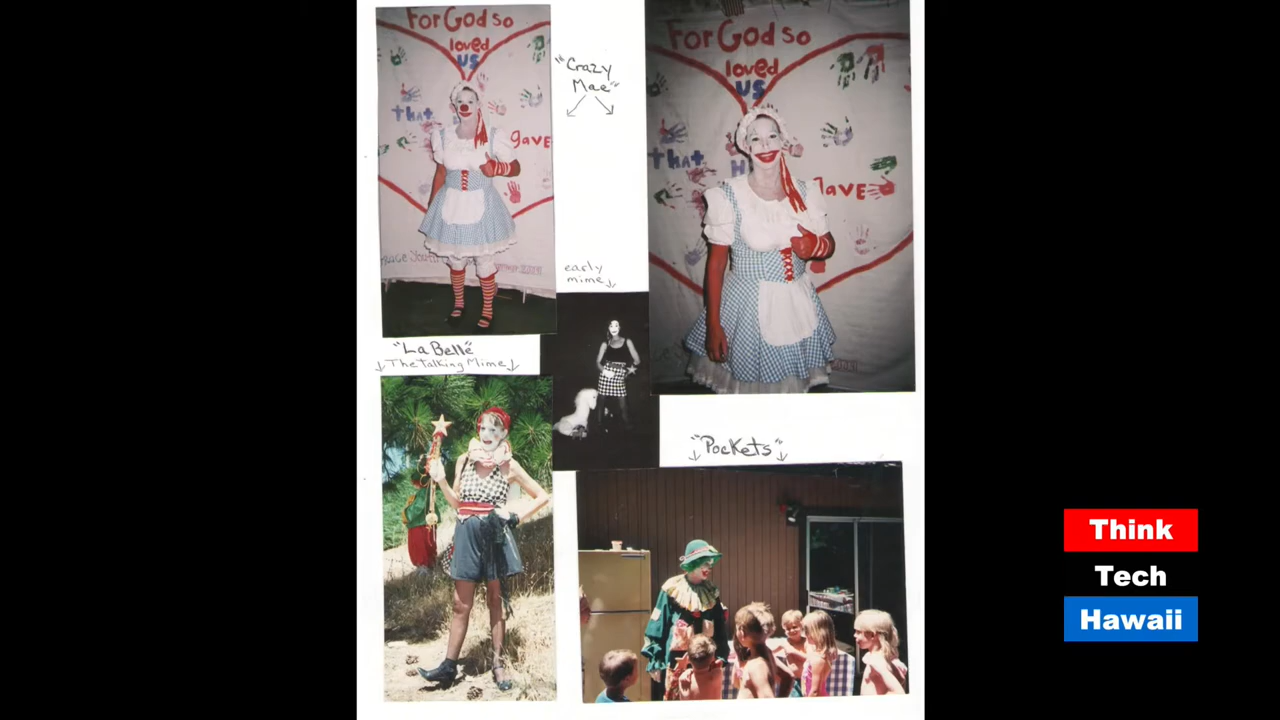 For God so
loved
us
that
gave
"Crazy
Mae"
For God so
loved
us
that
H
gave
early
mime
"La Belle"
The Talking Mime
"Pockets"
Think
Tech
Hawaii